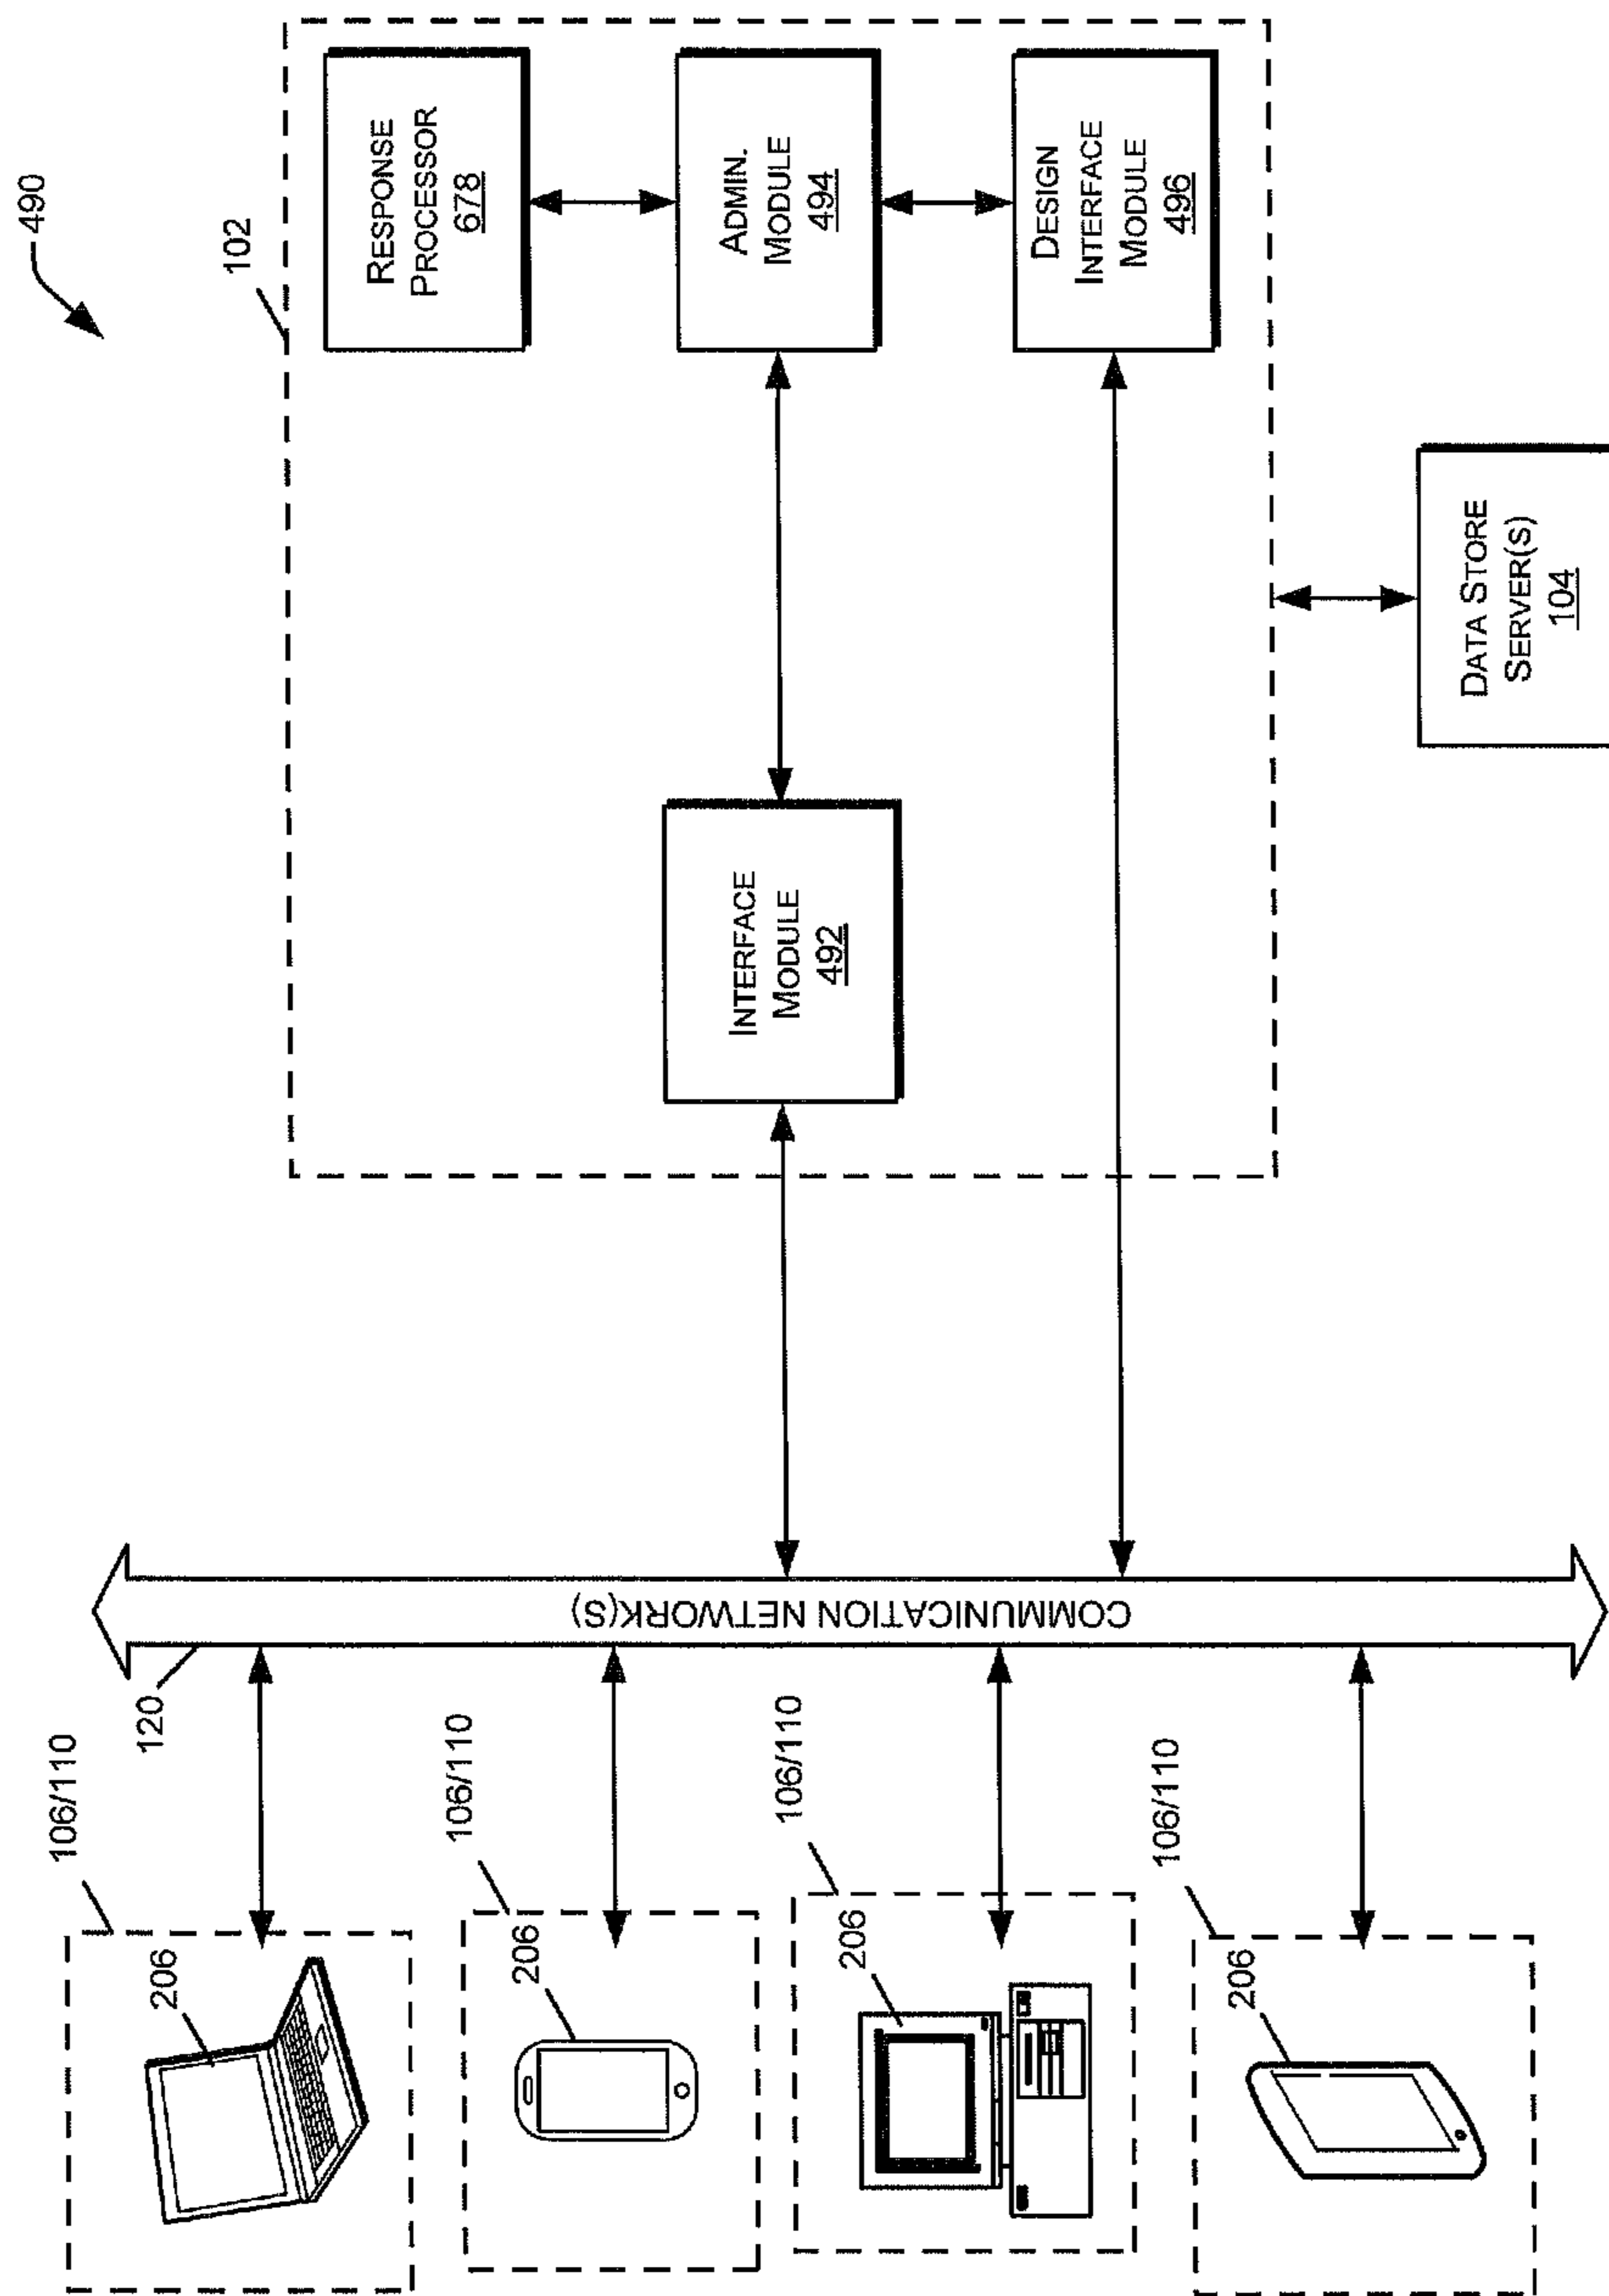 490
102
RESPONSE
PROCESSOR
678
ADMIN.
MODULE
494
DESIGN
INTERFACE
MODULE
496
INTERFACE
MODULE
492
DATA STORE
SERVER(S)
104
COMMUNICATION NETWORK(S)
120
106/110
206
106/110
206
106/110
206
106/110
206